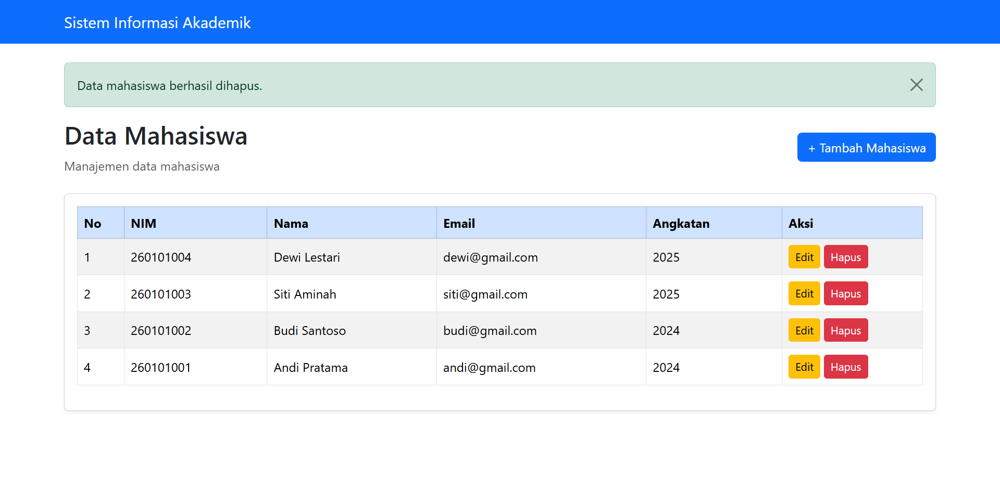 Sistem Informasi Akademik
Data mahasiswa berhasil dihapus.
Data Mahasiswa
+ Tambah Mahasiswa
Manajemen data mahasiswa
No NIM Nama Email Angkatan Aksi
1 260101004 Dewi Lestari dewi@gmail.com 2025 Edit Hapus
2 260101003 Siti Aminah siti@gmail.com 2025 Edit Hapus
3 260101002 Budi Santoso budi@gmail.com 2024 Edit Hapus
4 260101001 Andi Pratama andi@gmail.com 2024 Edit Hapus